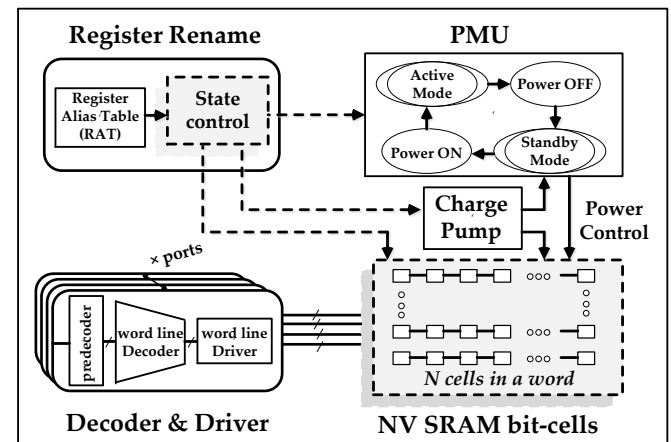 Register Rename
PMU
Register
Alias Table
(RAT)
State
control
Active
Mode
Power OFF
Power ON
Standby
Mode
Charge
Pump
Power
Control
× ports
predecoder
word line
Decoder
word line
Driver
N cells in a word
Decoder & Driver
NV SRAM bit-cells